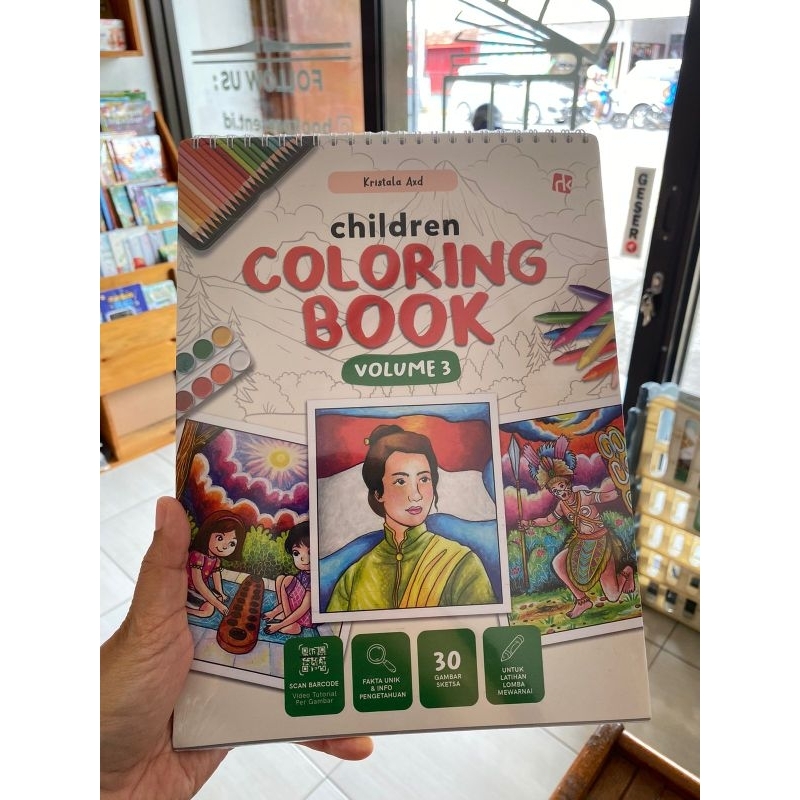 FOLLOW US :
Kristala Axd
rk
children
COLORING
BOOK
VOLUME 3
GESER
SCAN BARCODE
Video Tutorial
Per Gambar
FAKTA UNIK
& INFO
PENGETAHUAN
30
GAMBAR
SKETSA
UNTUK
LATIHAN
LOMBA
MEWARNAI